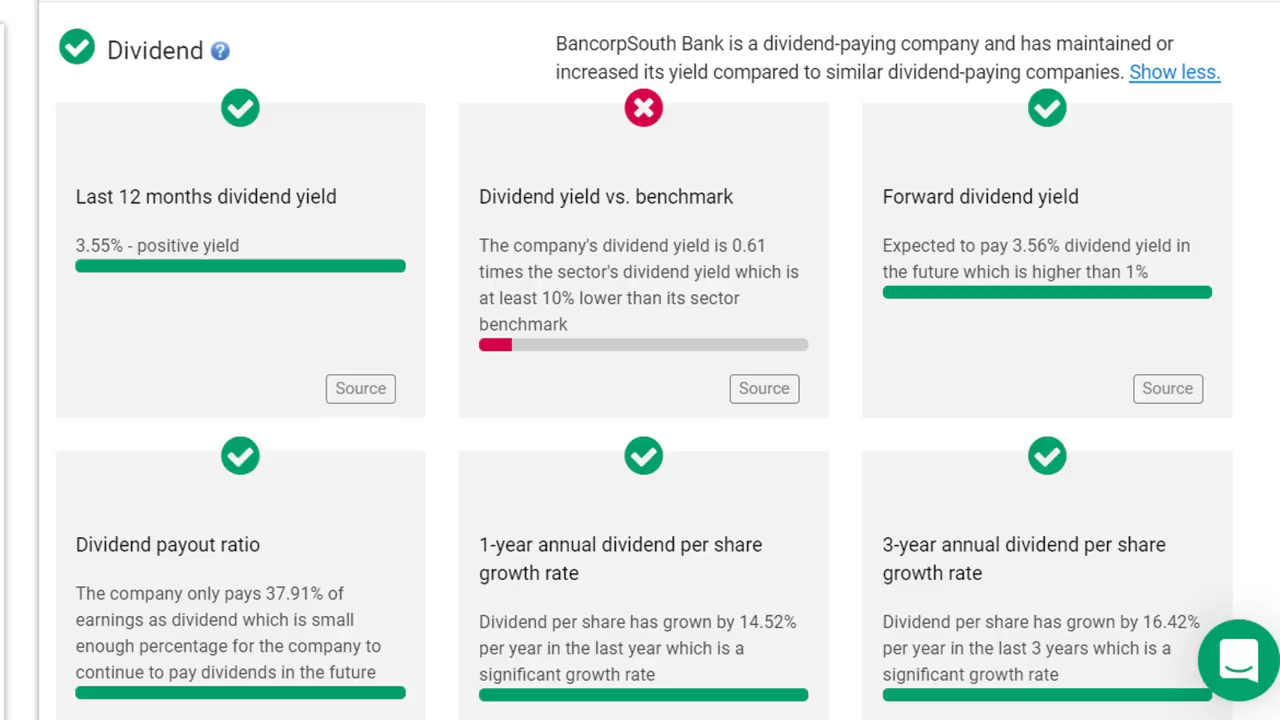 Dividend ?
BancorpSouth Bank is a dividend-paying company and has maintained or
increased its yield compared to similar dividend-paying companies. Show less.
Last 12 months dividend yield
3.55% - positive yield
Source
Dividend yield vs. benchmark
The company's dividend yield is 0.61
times the sector's dividend yield which is
at least 10% lower than its sector
benchmark
Source
Forward dividend yield
Expected to pay 3.56% dividend yield in
the future which is higher than 1%
Source
Dividend payout ratio
The company only pays 37.91% of
earnings as dividend which is small
enough percentage for the company to
continue to pay dividends in the future
1-year annual dividend per share
growth rate
Dividend per share has grown by 14.52%
per year in the last year which is a
significant growth rate
3-year annual dividend per share
growth rate
Dividend per share has grown by 16.42%
per year in the last 3 years which is a
significant growth rate